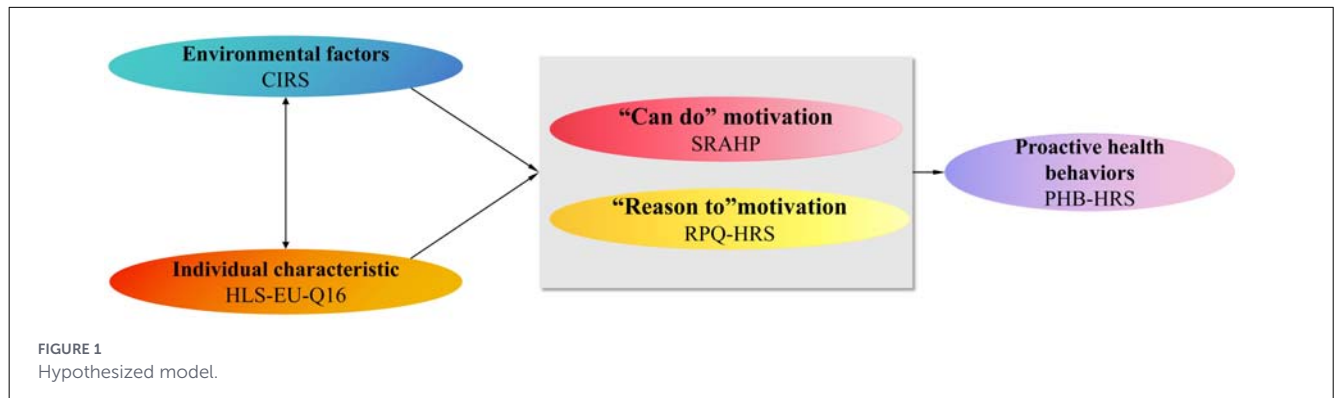 Environmental factors
CIRS
“Can do” motivation
SRAHP
“Reason to”motivation
RPQ-HRS
Proactive health
behaviors
PHB-HRS
Individual characteristic
HLS-EU-Q16
FIGURE 1
Hypothesized model.